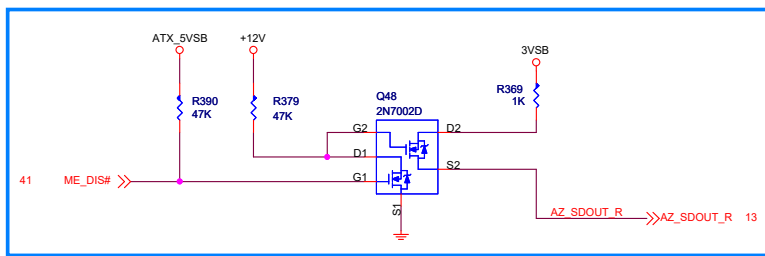 ATX_5VSB
+12V
3VSB
R390
47K
R379
47K
Q48
2N7002D
R369
1K
G2
D2
D1
S2
G1
S1
41
ME_DIS#
AZ_SDOUT_R
AZ_SDOUT_R
13